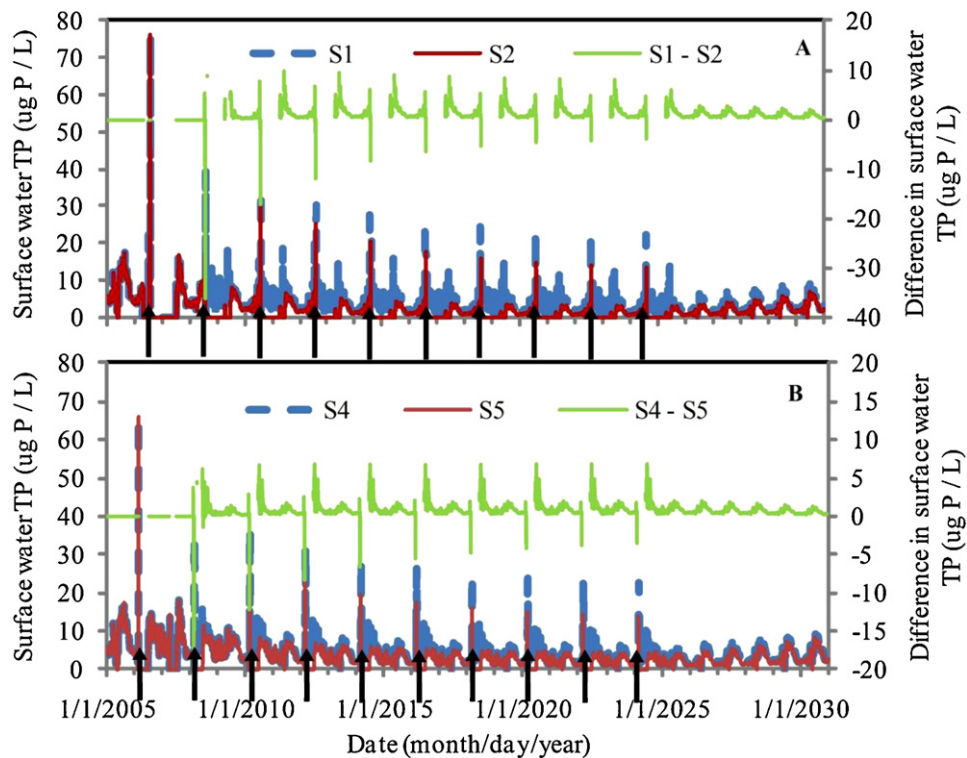 80 20
70
60 10
50 0
40 -10
30 -20
20
10 -30
0 -40
Surface water TP (ug P / L)
S1 S2 S1 - S2 A
Difference in surface water
TP (ug P / L)
80 20
70 15
60 10
50 5
40 0
30 -5
20 -10
10 -15
0 -20
Surface water TP (ug P / L)
S4 S5 S4 - S5 B
Difference in surface water
TP (ug P / L)
1/1/2005 1/1/2010 1/1/2015 1/1/2020 1/1/2025 1/1/2030
Date (month/day/year)